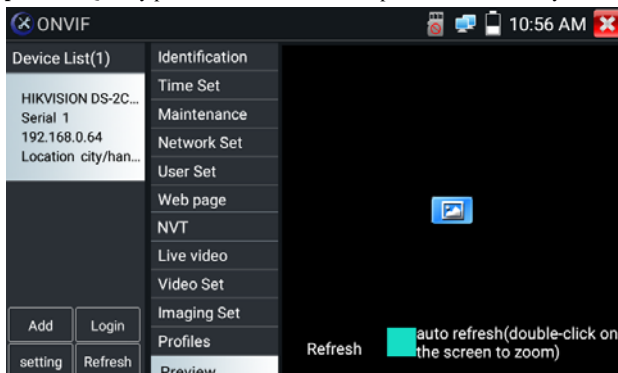 ONVIF
10:56 AM
Device List(1)
HIKVISION DS-2C...
Serial 1
192.168.0.64
Location city/han...
Add
Login
setting
Refresh
Identification
Time Set
Maintenance
Network Set
User Set
Web page
NVT
Live video
Video Set
Imaging Set
Profiles
Preview
Refresh
auto refresh(double-click on
the screen to zoom)